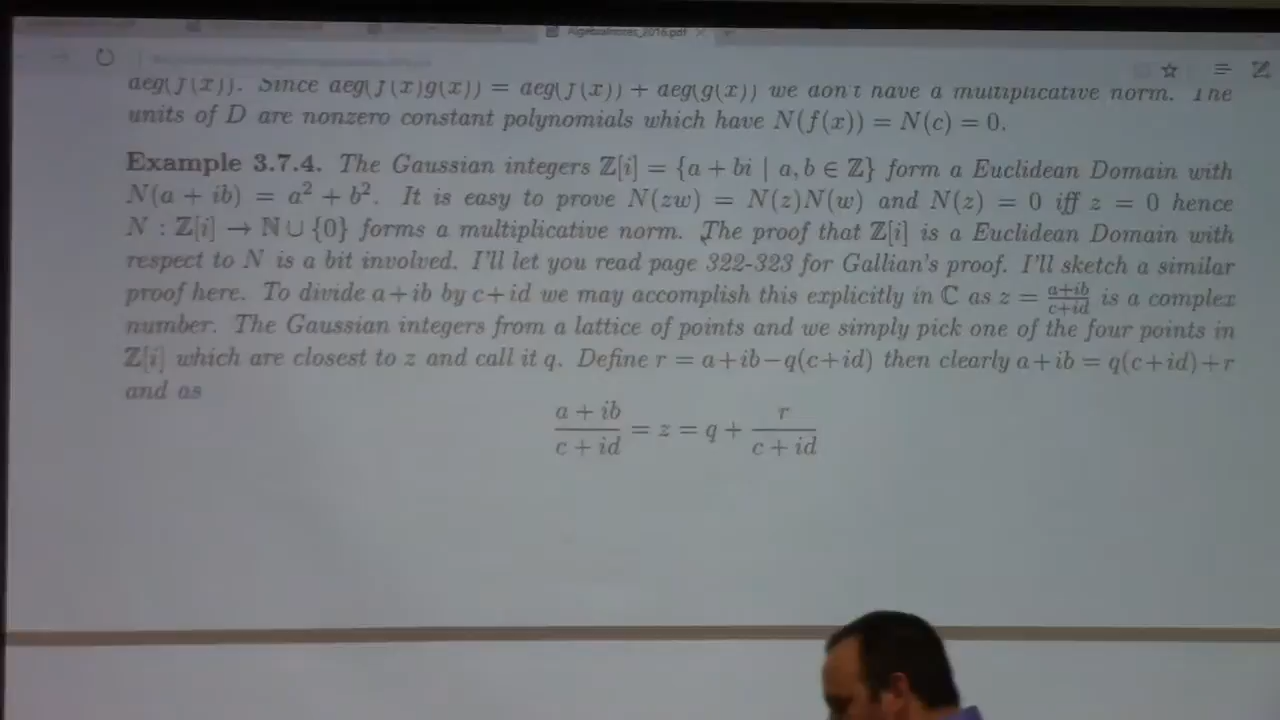 AlgebraInotes_2016.pdf
deg(f(x)). Since deg(f(x)g(x)) = deg(f(x)) + deg(g(x)) we don't have a multiplicative norm. The
units of D are nonzero constant polynomials which have N(f(x)) = N(c) = 0.
Example 3.7.4. The Gaussian integers ℤ[i] = {a + bi | a, b ∈ ℤ} form a Euclidean Domain with
N(a + ib) = a² + b². It is easy to prove N(zw) = N(z)N(w) and N(z) = 0 iff z = 0 hence
N : ℤ[i] → ℕ ∪ {0} forms a multiplicative norm. The proof that ℤ[i] is a Euclidean Domain with
respect to N is a bit involved. I'll let you read page 322-323 for Gallian's proof. I'll sketch a similar
proof here. To divide a+ib by c+id we may accomplish this explicitly in ℂ as z = (a+ib)/(c+id) is a complex
number. The Gaussian integers from a lattice of points and we simply pick one of the four points in
ℤ[i] which are closest to z and call it q. Define r = a+ib−q(c+id) then clearly a+ib = q(c+id)+r
and as
(a + ib)/(c + id) = z = q + r/(c + id)